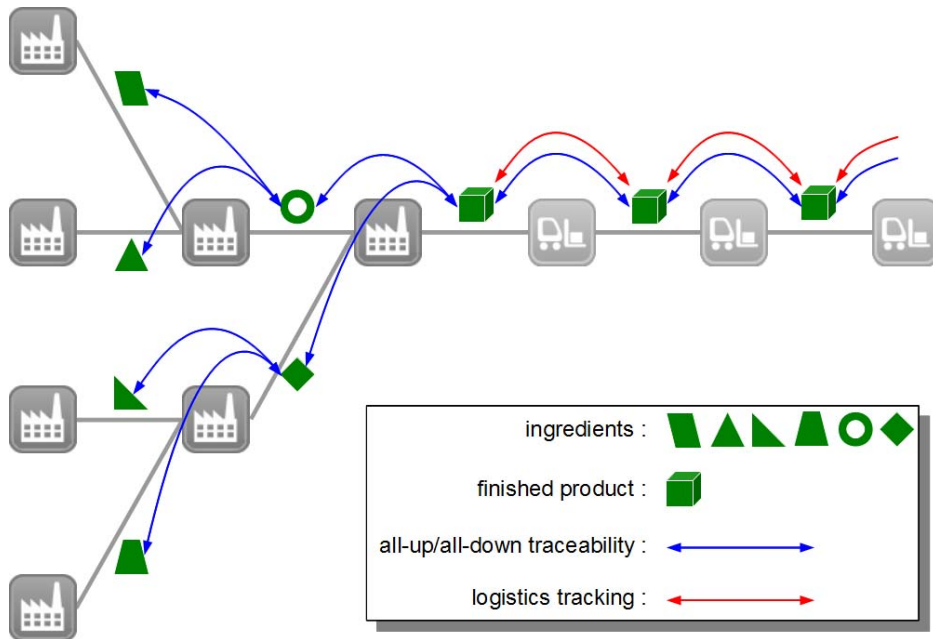 ingredients :
finished product :
all-up/all-down traceability :
logistics tracking :